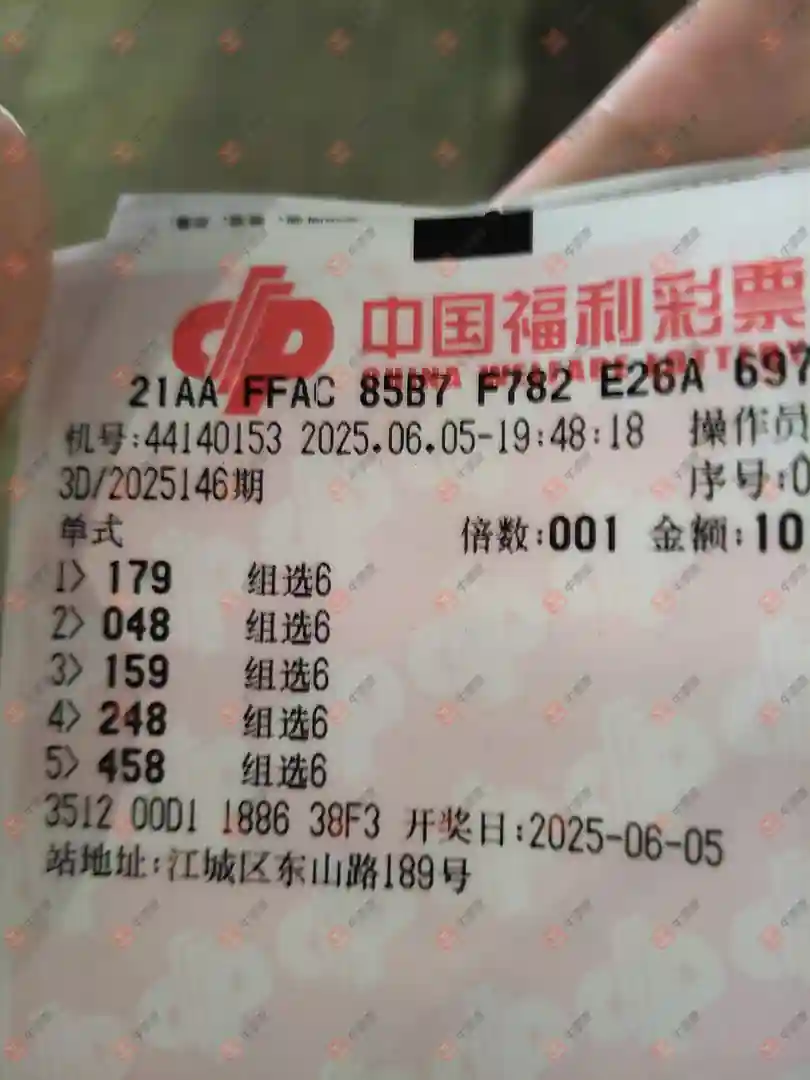 中国福利彩票
CHINA WELFARE LOTTERY
21AA FFAC 85B7 F782 E26A 697
机号:44140153 2025.06.05-19:48:18 操作员
3D/2025146期 序号:0
单式 倍数:001 金额:10
1> 179 组选6
2> 048 组选6
3> 159 组选6
4> 248 组选6
5> 458 组选6
3512 00D1 1886 38F3 开奖日:2025-06-05
站地址:江城区东山路189号